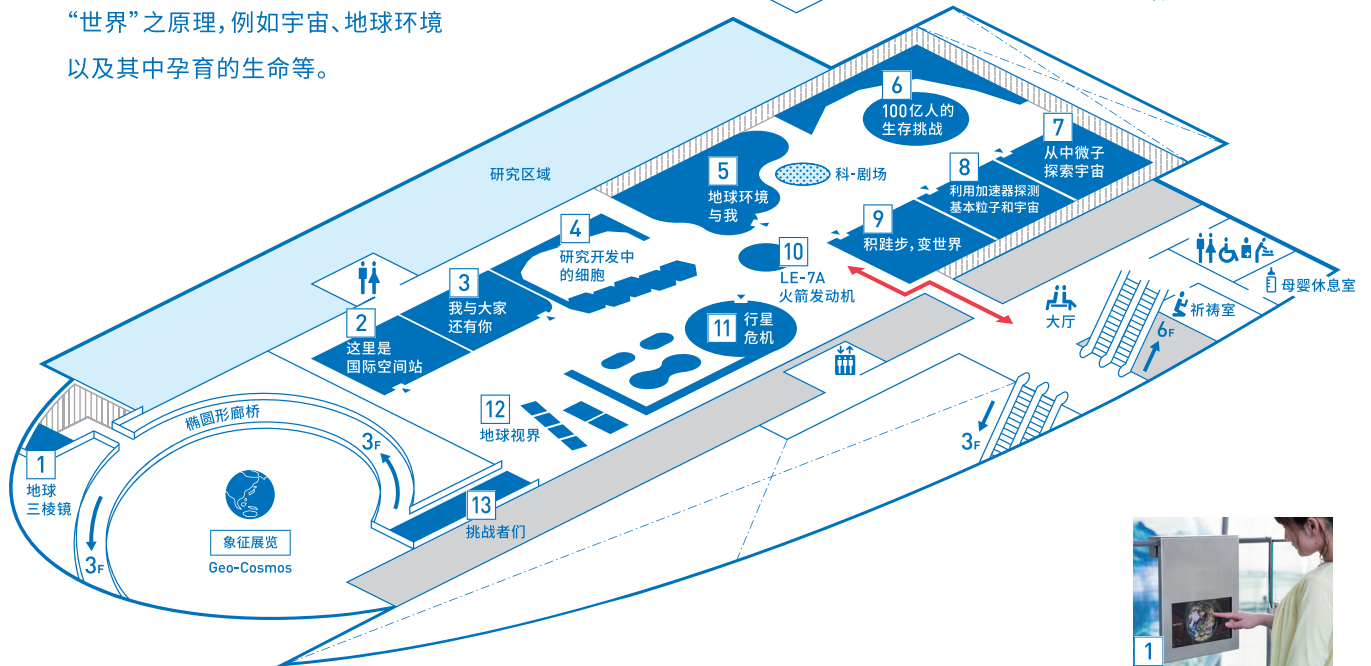 “世界”之原理,例如宇宙、地球环境
以及其中孕育的生命等。
6
100亿人的
生存挑战
7
从中微子
探索宇宙
研究区域
5
地球环境
与我
科-剧场
8
利用加速器探测
基本粒子和宇宙
9
积跬步,变世界
4
研究开发中
的细胞
10
LE-7A
火箭发动机
3
我与大家
还有你
母婴休息室
祈祷室
大厅
6F
2
这里是
国际空间站
11
行星
危机
12
地球视界
椭圆形廊桥
3F
3F
1
地球
三棱镜
13
挑战者们
象征展览
Geo-Cosmos
3F
1